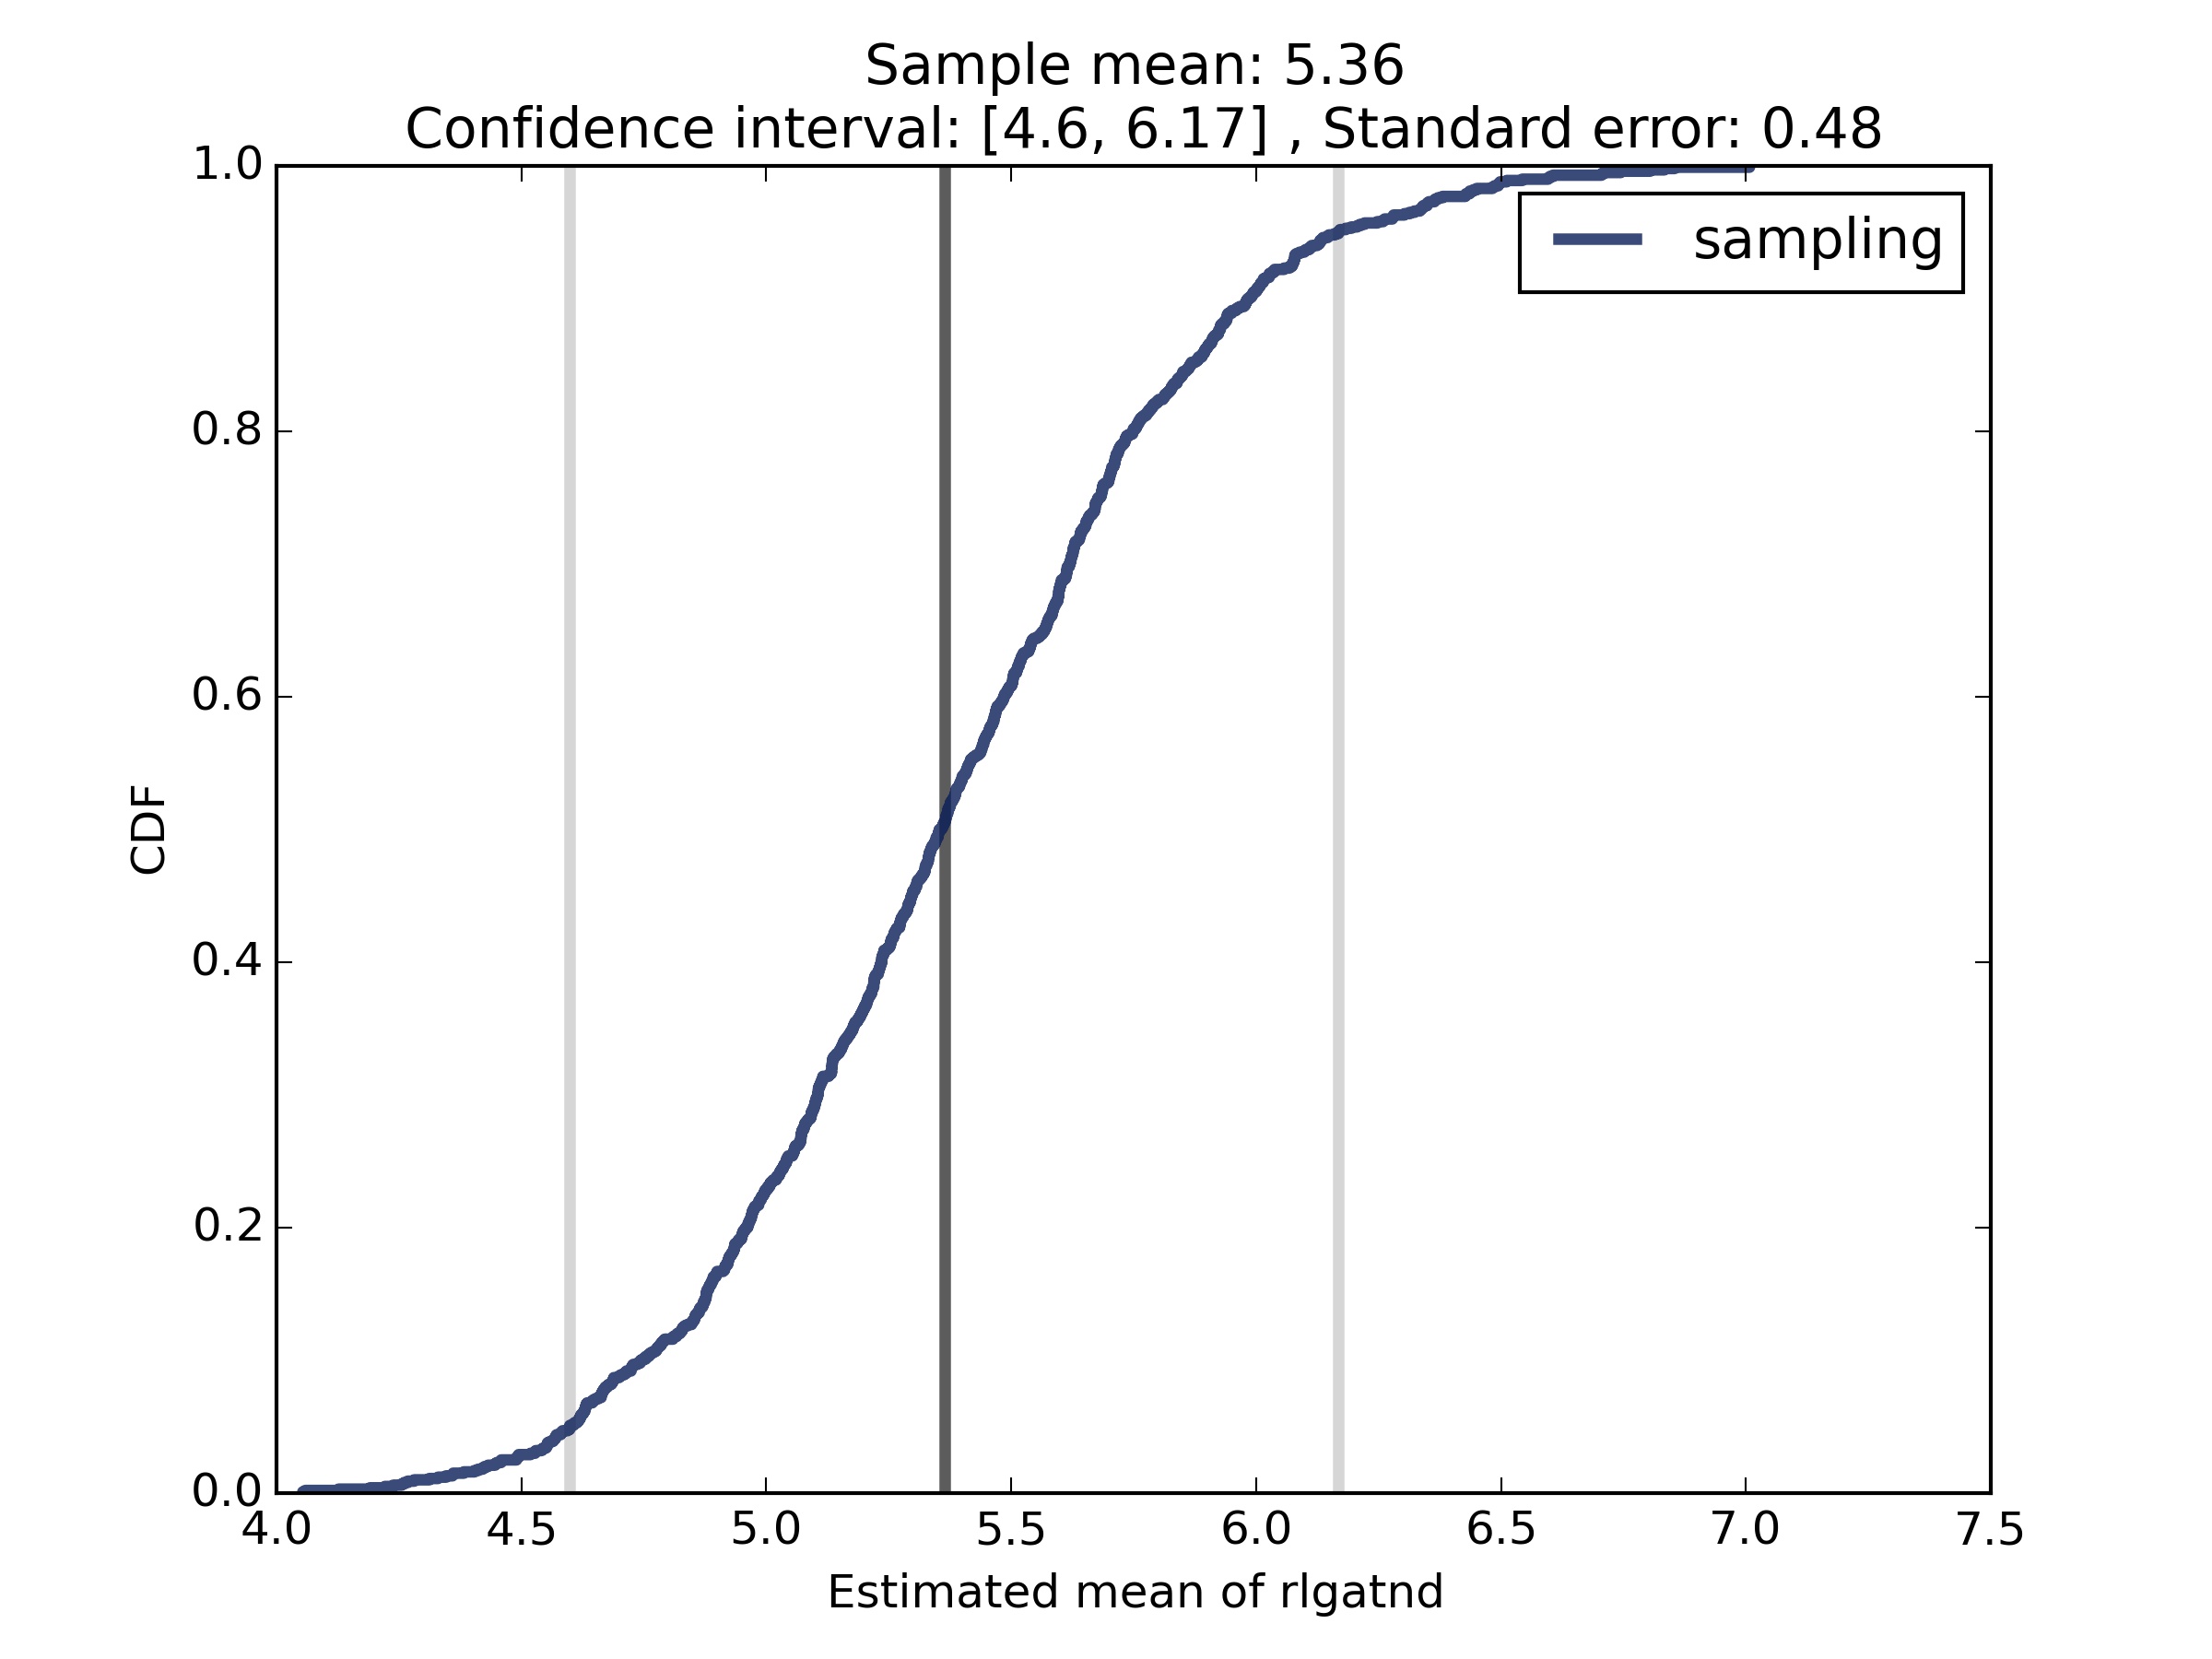 Sample mean: 5.36
Confidence interval: [4.6, 6.17] , Standard error: 0.48
1.0
sampling
0.8
0.6
CDF
0.4
0.2
0.0
4.0 4.5 5.0 5.5 6.0 6.5 7.0 7.5
Estimated mean of rlgatnd